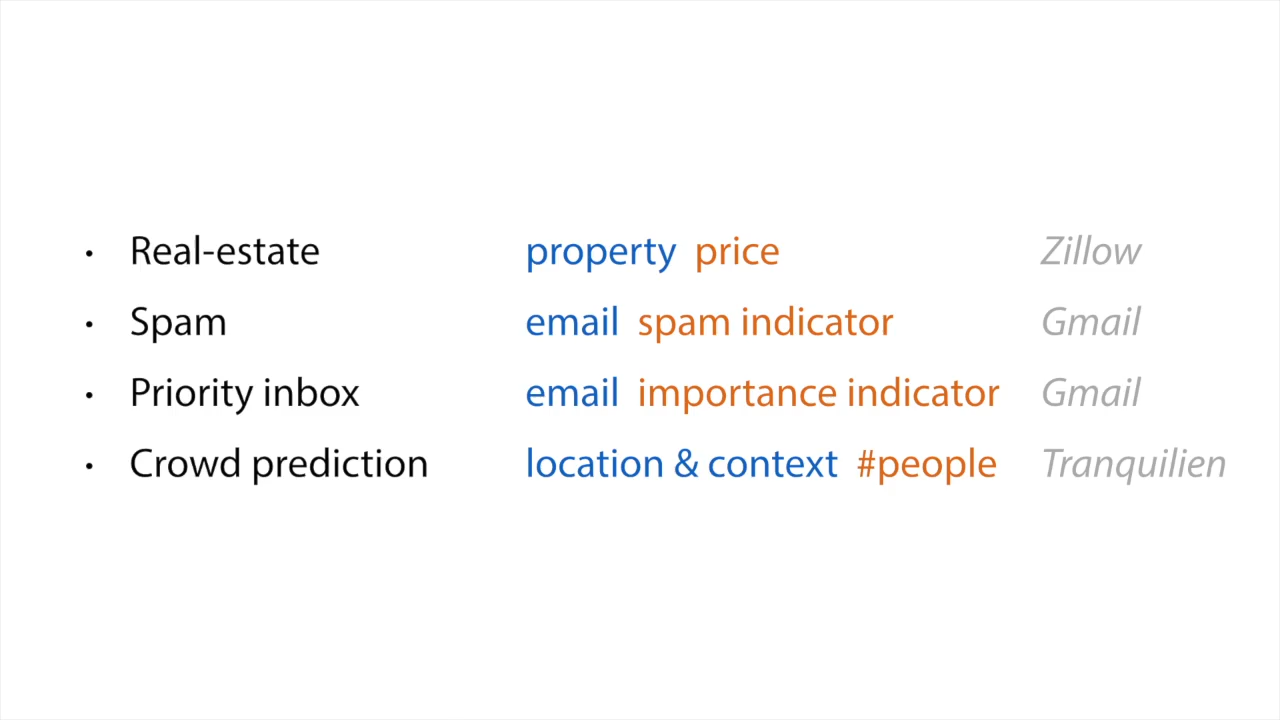 · Real-estate property price Zillow
· Spam email spam indicator Gmail
· Priority inbox email importance indicator Gmail
· Crowd prediction location & context #people Tranquilien